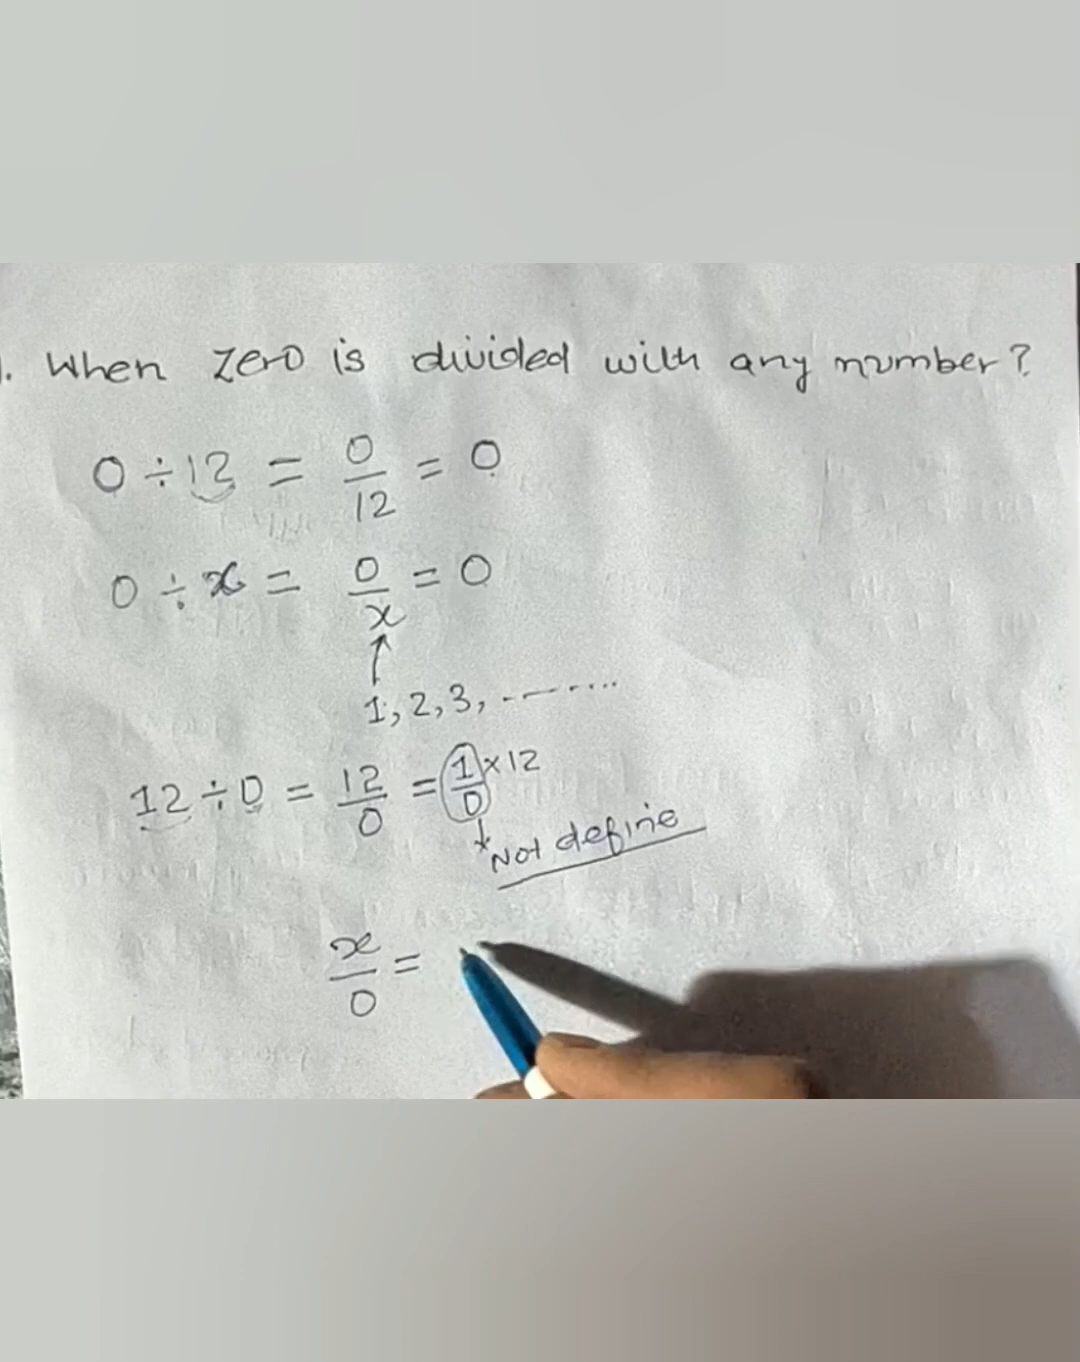 1. When zero is divided with any number?
0 ÷ 12 = 0/12 = 0
0 ÷ x = 0/x = 0
↑
1, 2, 3, --------
12 ÷ 0 = 12/0 = 1/0 × 12
↓ Not define
x/0 =